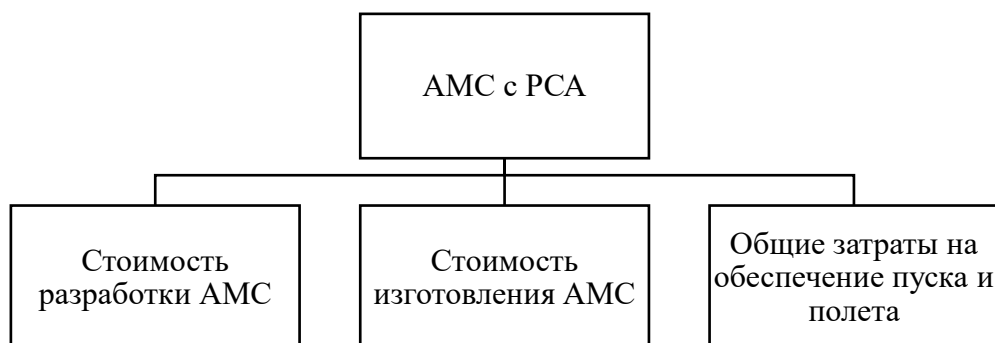 АМС с РСА
Стоимость
разработки АМС
Стоимость
изготовления АМС
Общие затраты на
обеспечение пуска и
полета